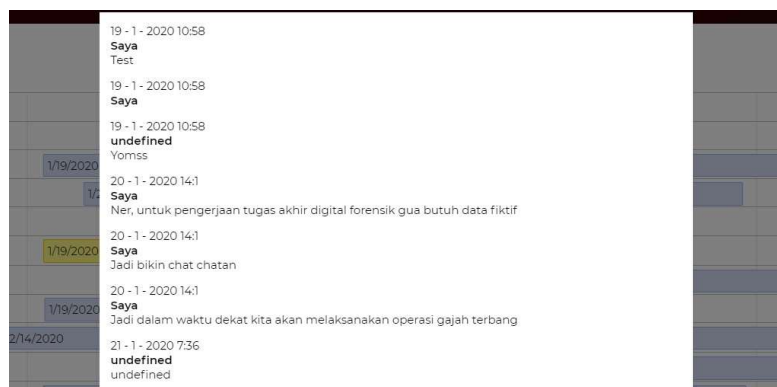 19 - 1 - 2020 10:58
Saya
Test
19 - 1 - 2020 10:58
Saya
19 - 1 - 2020 10:58
undefined
Yomss
20 - 1 - 2020 14:1
Saya
Ner, untuk pengerjaan tugas akhir digital forensik gua butuh data fiktif
20 - 1 - 2020 14:1
Saya
Jadi bikin chat chatan
20 - 1 - 2020 14:1
Saya
Jadi dalam waktu dekat kita akan melaksanakan operasi gajah terbang
21 - 1 - 2020 7:36
undefined
undefined
1/19/2020
1/2
1/19/2020
1/19/2020
2/14/2020